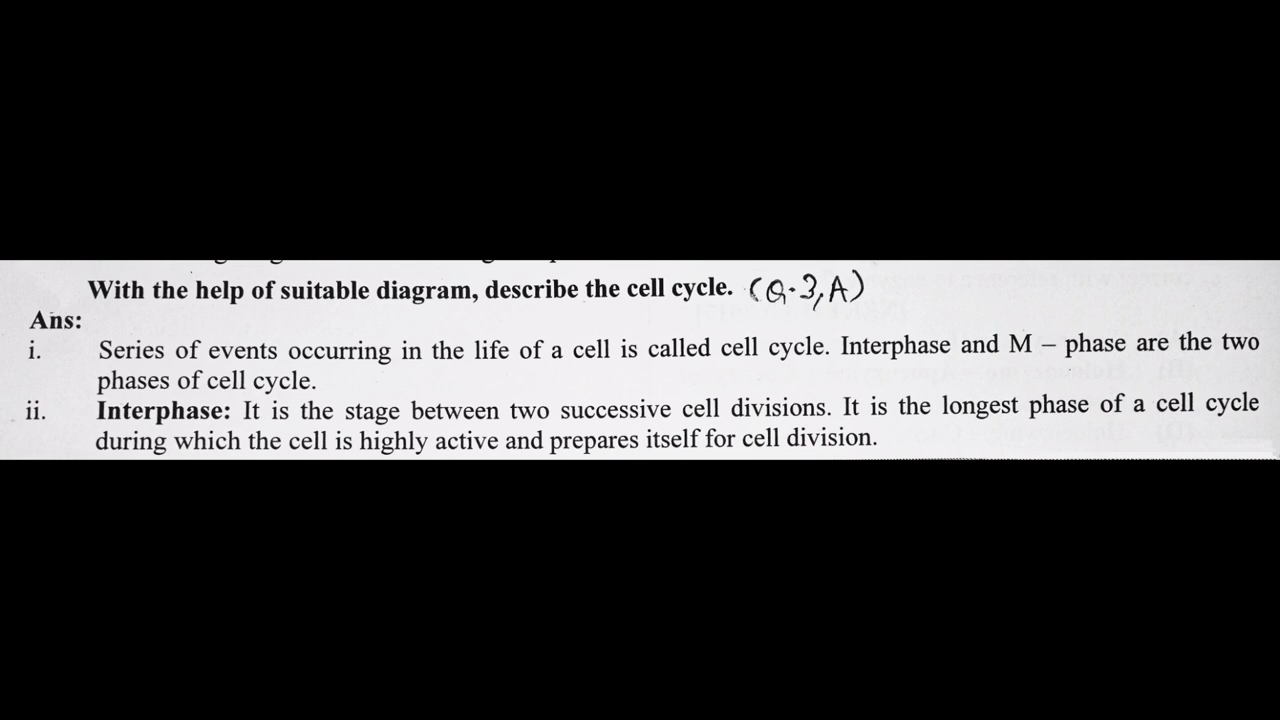 With the help of suitable diagram, describe the cell cycle. (Q.3,A)
Ans:
i. Series of events occurring in the life of a cell is called cell cycle. Interphase and M – phase are the two
phases of cell cycle.
ii. Interphase: It is the stage between two successive cell divisions. It is the longest phase of a cell cycle
during which the cell is highly active and prepares itself for cell division.